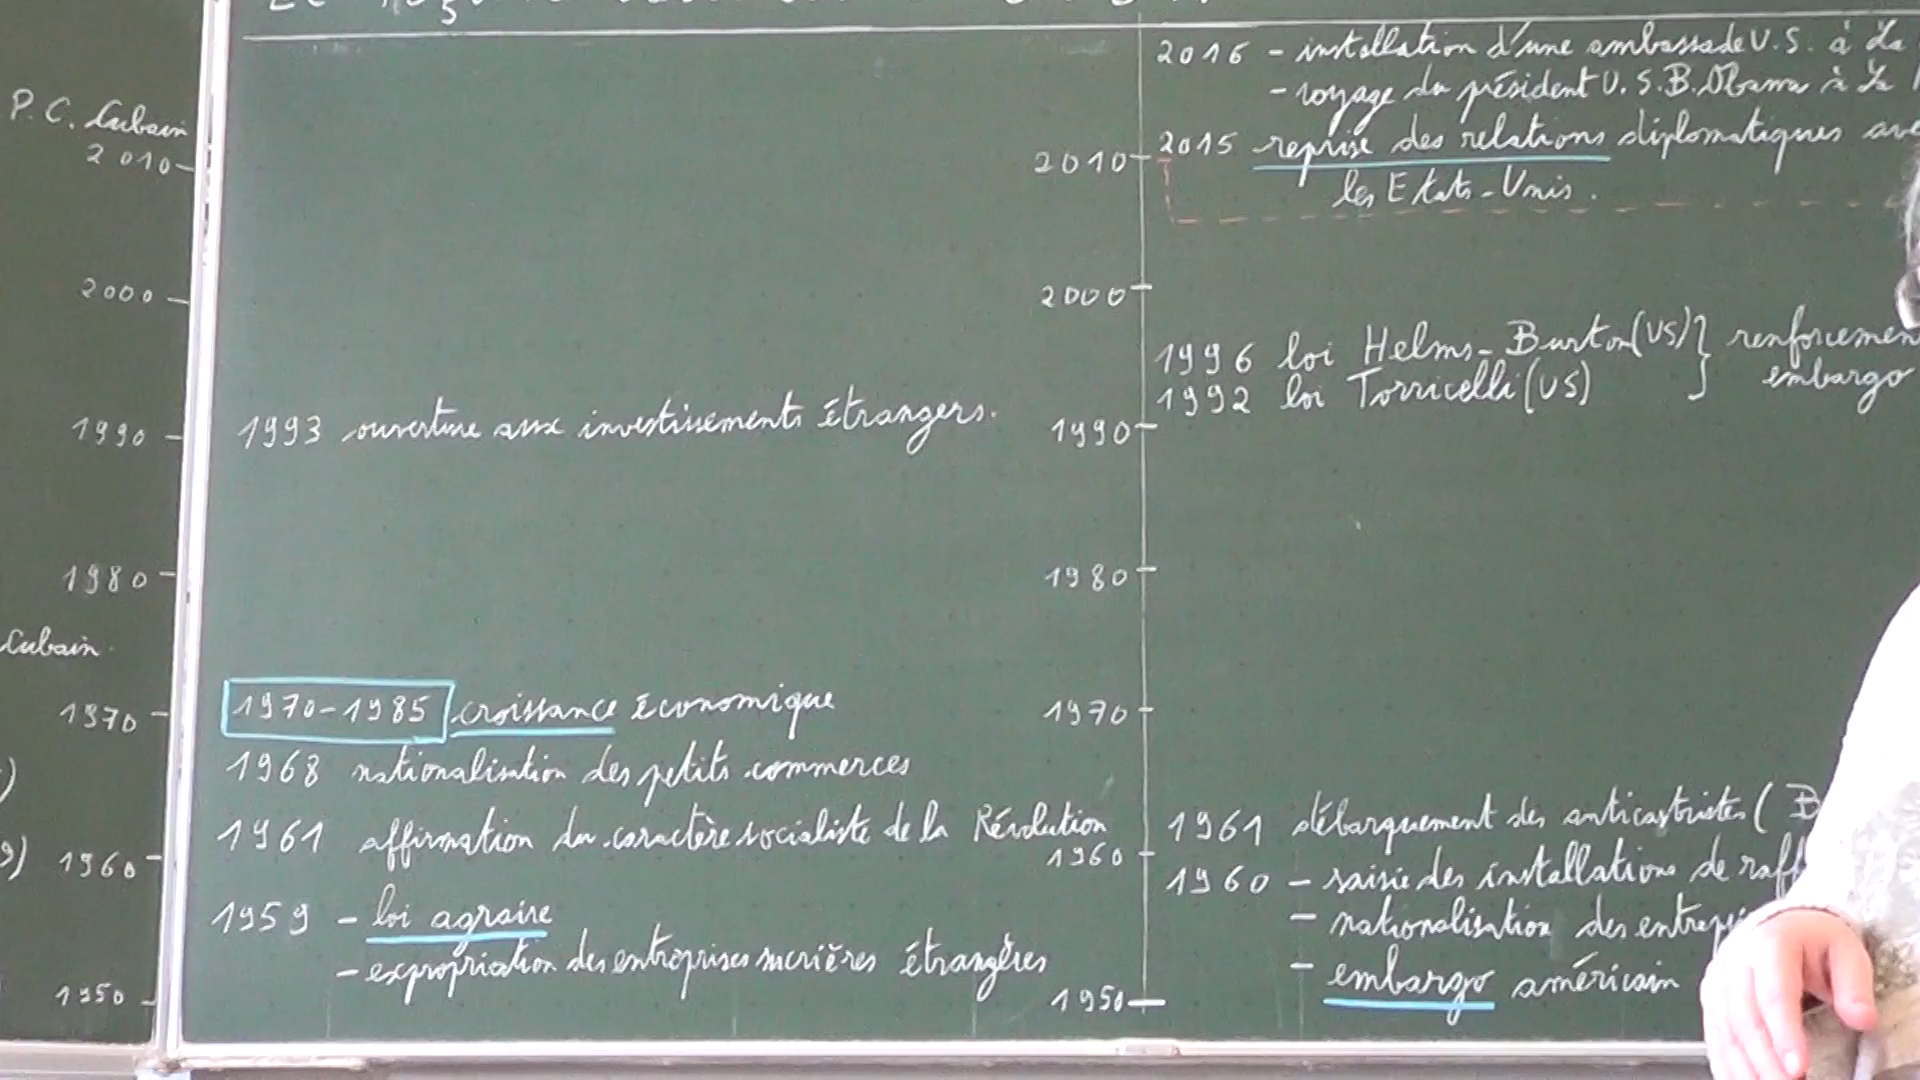 P. C. Cubain
2010
2000
1990
1980
Cubain
1970
1960
1950
1993 ouverture aux investissements étrangers.
1970-1985 croissance économique
1968 nationalisation des petits commerces
1961 affirmation du caractère socialiste de la Révolution
1959 - loi agraire
- expropriation des entreprises sucrières étrangères
2010
2000
1990
1980
1970
1960
1950
2016 - installation d'une ambassade U.S. à La
- voyage du président U.S. B. Obama à La
2015 reprise des relations diplomatiques ave
les Etats-Unis.
1996 loi Helms-Burton (US) } renforcemen
1992 loi Torricelli (US) embargo
1961 débarquement des anticastristes ( B
1960 - saisie des installations de raff
- nationalisation des entrepri
- embargo américain